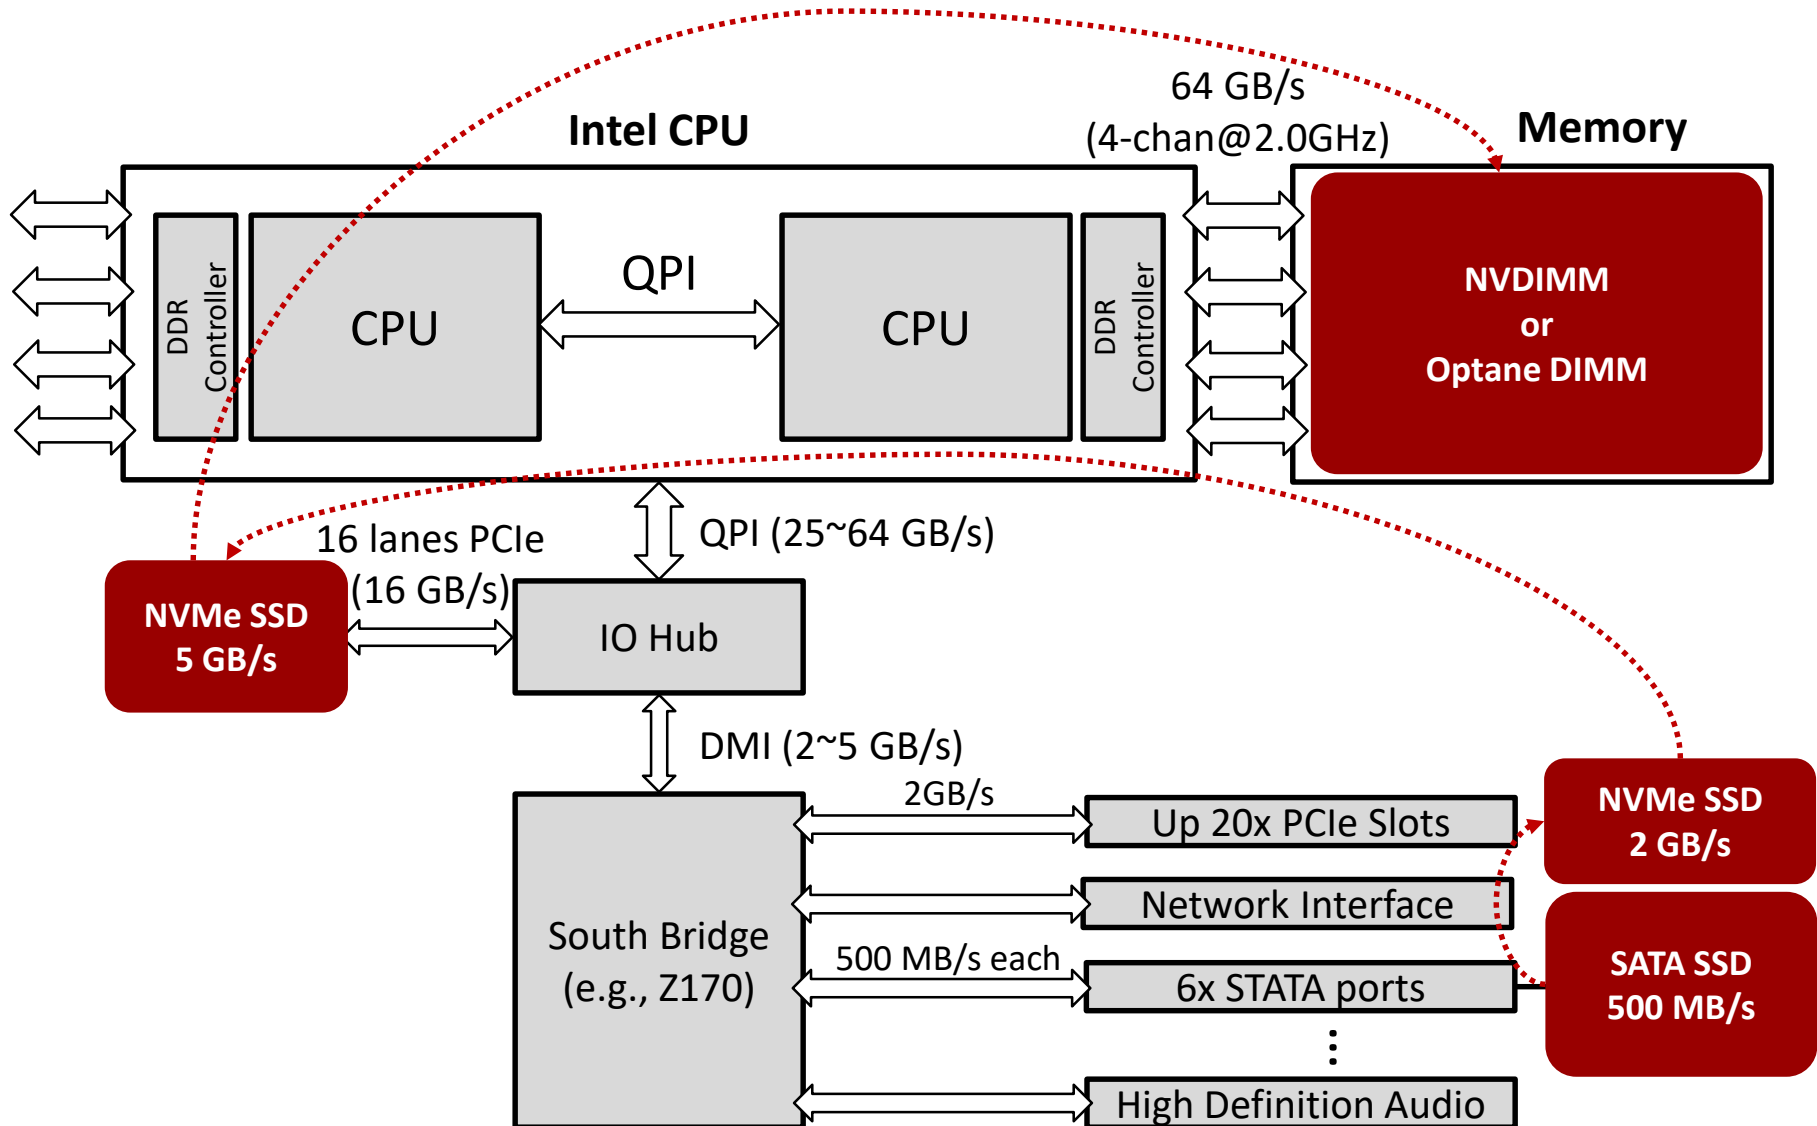 64 GB/s
(4-chan@2.0GHz)
Intel CPU
Memory
DDR
Controller
CPU
QPI
CPU
DDR
Controller
NVDIMM
or
Optane DIMM
16 lanes PCIe
(16 GB/s)
QPI (25~64 GB/s)
NVMe SSD
5 GB/s
IO Hub
DMI (2~5 GB/s)
2GB/s
Up 20x PCIe Slots
NVMe SSD
2 GB/s
Network Interface
South Bridge
(e.g., Z170)
500 MB/s each
6x STATA ports
SATA SSD
500 MB/s
⋮
High Definition Audio